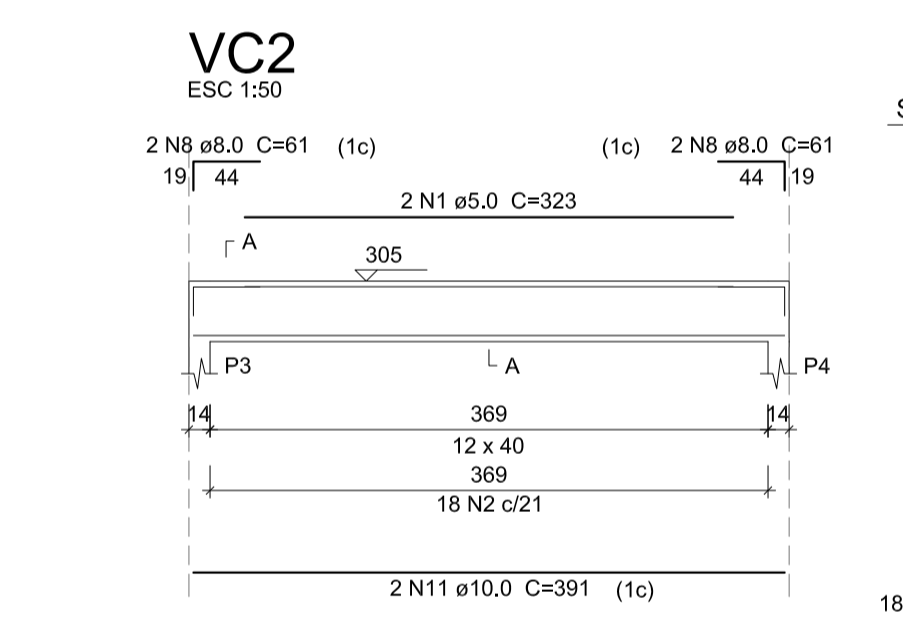 VC2
ESC 1:50
S
2 N8 ø8.0 C=61 (1c)
(1c) 2 N8 ø8.0 C=61
19 44
44 19
2 N1 ø5.0 C=323
A
305
P3
A
P4
14
369
14
12 x 40
369
18 N2 c/21
2 N11 ø10.0 C=391 (1c)
18